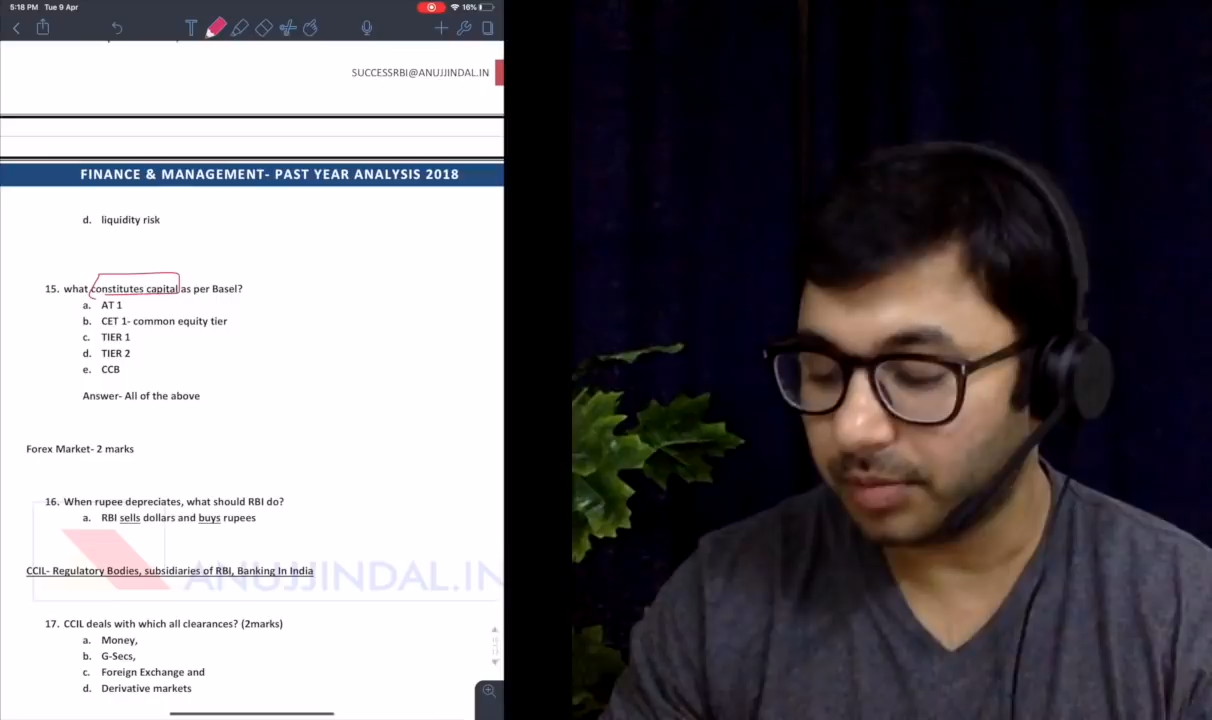 5:18 PM Tue 9 Apr
16%
SUCCESSRBI@ANUJJINDAL.IN
FINANCE & MANAGEMENT- PAST YEAR ANALYSIS 2018
d. liquidity risk
15. what constitutes capital as per Basel?
a. AT 1
b. CET 1- common equity tier
c. TIER 1
d. TIER 2
e. CCB
Answer- All of the above
Forex Market- 2 marks
16. When rupee depreciates, what should RBI do?
a. RBI sells dollars and buys rupees
CCIL- Regulatory Bodies, subsidiaries of RBI, Banking In India
ANUJJINDAL.IN
17. CCIL deals with which all clearances? (2marks)
a. Money,
b. G-Secs,
c. Foreign Exchange and
d. Derivative markets